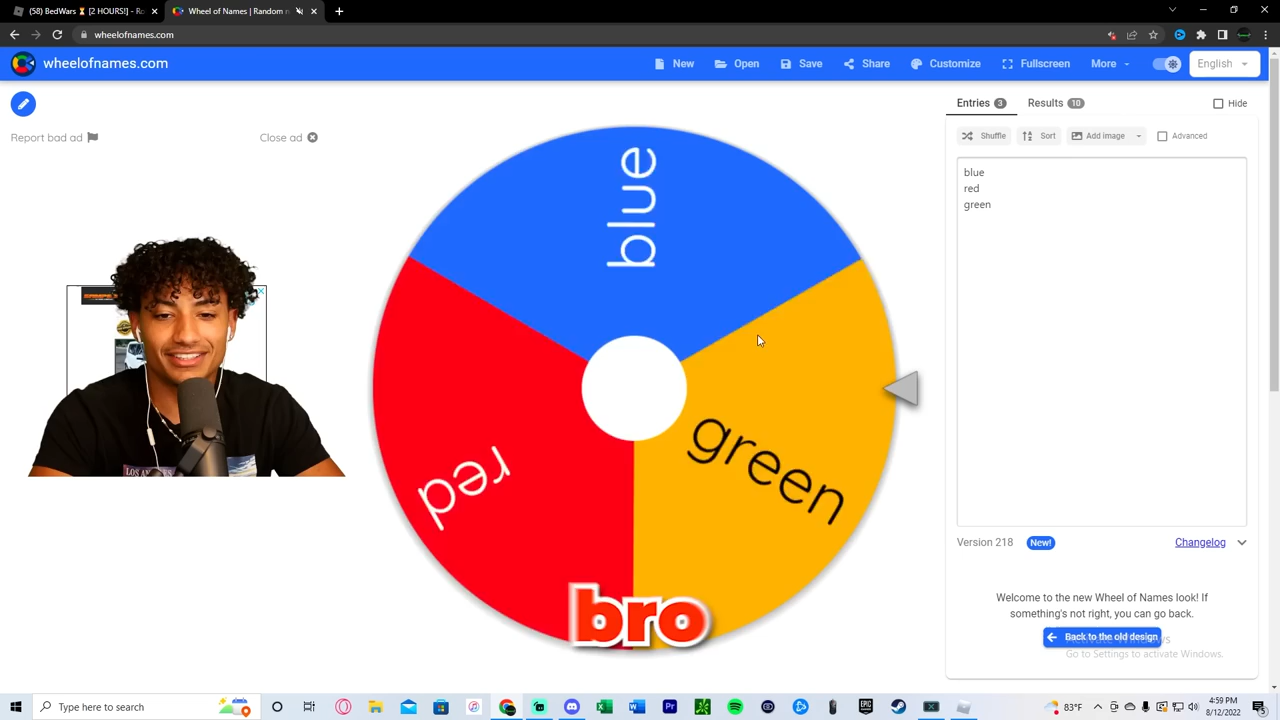 (58) BedWars
[2 HOURS!] - Ro
Wheel of Names | Random n
wheelofnames.com
wheelofnames.com
New
Open
Save
Share
Customize
Fullscreen
More
English
Report bad ad
Close ad
Entries 3
Results 10
Hide
Shuffle
Sort
Add image
Advanced
blue
red
green
blue
green
red
bro
Version 218
New!
Changelog
Welcome to the new Wheel of Names look! If
something's not right, you can go back.
Back to the old design
Activate Windows
Go to Settings to activate Windows.
Type here to search
83°F
4:59 PM
8/12/2022